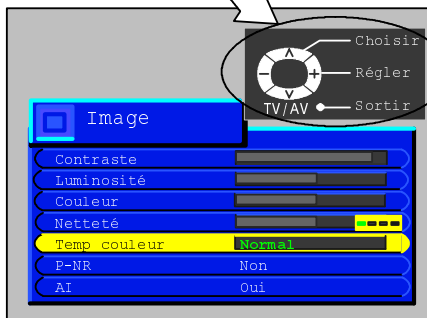 Choisir
Régler
TV/AV Sortir
Image
Contraste
Luminosité
Couleur
Netteté
Temp couleur Normal
P-NR Non
AI Oui